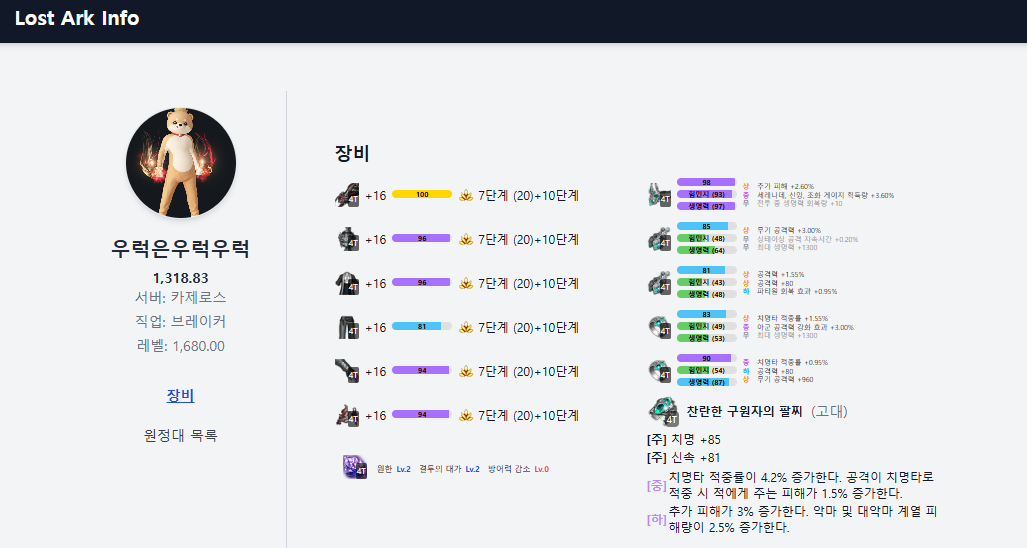 Lost Ark Info
우럭은우럭우럭
1,318.83
서버: 카제로스
직업: 브레이커
레벨: 1,680.00
장비
원정대 목록
장비
4T +16 100 7단계 (20)+10단계
4T +16 96 7단계 (20)+10단계
4T +16 96 7단계 (20)+10단계
4T +16 81 7단계 (20)+10단계
4T +16 94 7단계 (20)+10단계
4T +16 94 7단계 (20)+10단계
4T 원한 Lv.2 결투의 대가 Lv.2 방어력 감소 Lv.0
98 상 추가 피해 +2.60%
4T 힘민지 (93) 중 세레나데, 신앙, 조화 게이지 획득량 +3.60%
생명력 (97) 무 전투 중 생명력 회복량 +10
85 상 무기 공격력 +3.00%
4T 힘민지 (48) 무 상태이상 공격 지속시간 +0.20%
생명력 (64) 무 최대 생명력 +1300
81 상 공격력 +1.55%
4T 힘민지 (43) 상 공격력 +80
생명력 (48) 하 파티원 회복 효과 +0.95%
83 상 치명타 적중률 +1.55%
4T 힘민지 (49) 중 아군 공격력 강화 효과 +3.00%
생명력 (53) 무 최대 생명력 +1300
90 중 치명타 적중률 +0.95%
4T 힘민지 (54) 하 공격력 +80
생명력 (87) 상 무기 공격력 +960
4T 찬란한 구원자의 팔찌 (고대)
[주] 치명 +85
[주] 신속 +81
[중] 치명타 적중률이 4.2% 증가한다. 공격이 치명타로
적중 시 적에게 주는 피해가 1.5% 증가한다.
[하] 추가 피해가 3% 증가한다. 악마 및 대악마 계열 피
해량이 2.5% 증가한다.